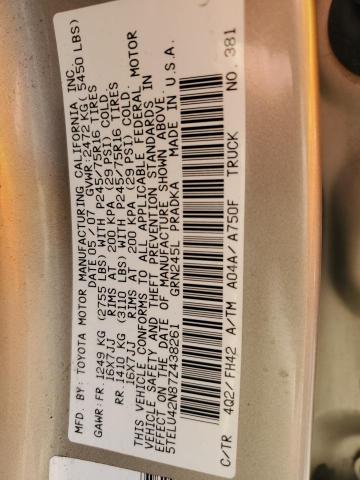 MFD. BY: TOYOTA MOTOR MANUFACTURING CALIFORNIA INC.
DATE 05/07 GVWR:2472 KG( 5450 LBS)
GAWR:FR.1249 KG (2755 LBS) WITH P245/75R16 TIRES
16X7JJ RIMS AT 200 KPA (29 PSI) COLD.
RR.1410 KG (3110 LBS) WITH P245/75R16 TIRES
16X7JJ RIMS AT 200 KPA (29 PSI) COLD.
THIS VEHICLE CONFORMS TO ALL APPLICABLE FEDERAL MOTOR
VEHICLE SAFETY AND THEFT PREVENTION STANDARDS IN
EFFECT ON THE DATE OF MANUFACTURE SHOWN ABOVE.
5TELU42N87Z438261 GRN245L PRADKA MADE IN U.S.A.
C/TR 4Q2/FH42 A/TM A04A/A750F TRUCK NO. 381